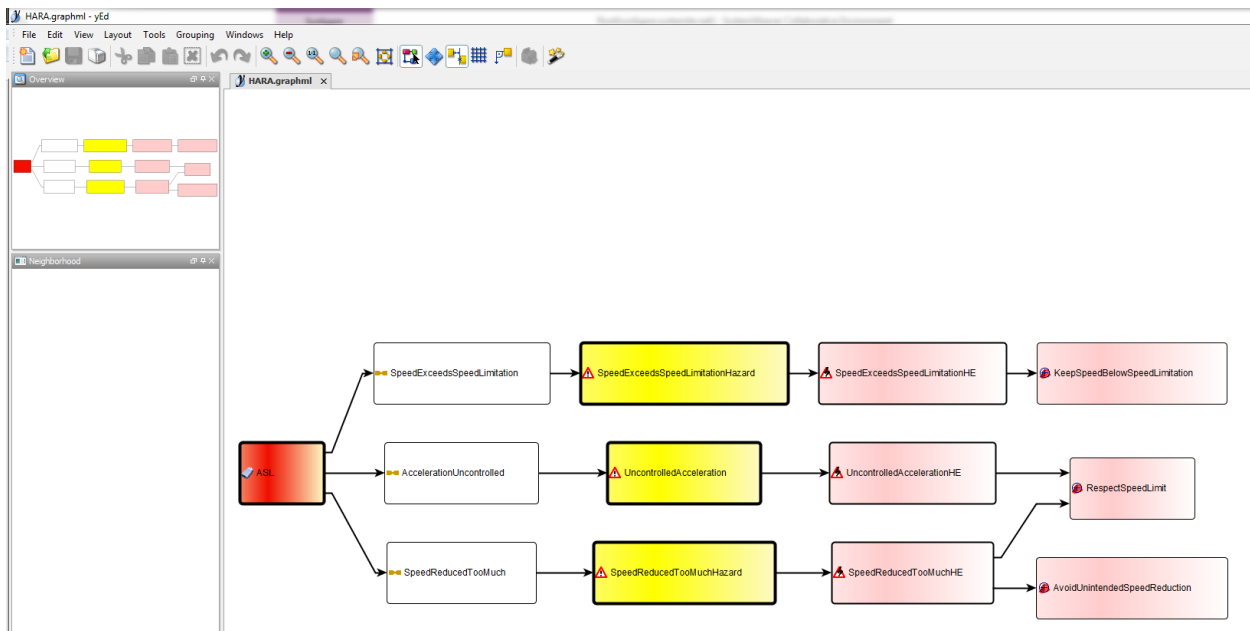 HARA.graphml - yEd
File Edit View Layout Tools Grouping Windows Help
Overview
HARA.graphml
Neighborhood
SpeedExceedsSpeedLimitation
SpeedExceedsSpeedLimitationHazard
SpeedExceedsSpeedLimitationHE
KeepSpeedBelowSpeedLimitation
ASL
AccelerationUncontrolled
UncontrolledAcceleration
UncontrolledAccelerationHE
RespectSpeedLimit
SpeedReducedTooMuch
SpeedReducedTooMuchHazard
SpeedReducedTooMuchHE
AvoidUnintendedSpeedReduction